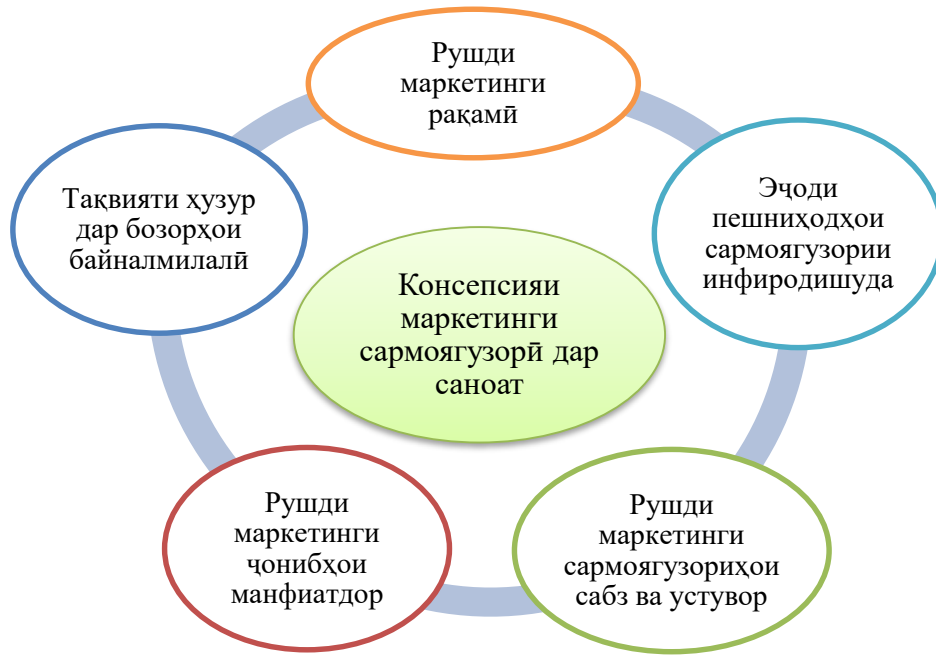 Рушди
маркетинги
рақамӣ
Эҷоди
пешниҳодҳои
сармоягузории
инфиродишуда
Рушди
маркетинги
сармоягузориҳои
сабз ва устувор
Рушди
маркетинги
ҷонибҳои
манфиатдор
Тақвияти ҳузур
дар бозорҳои
байналмилалӣ
Консепсияи
маркетинги
сармоягузорӣ дар
саноат